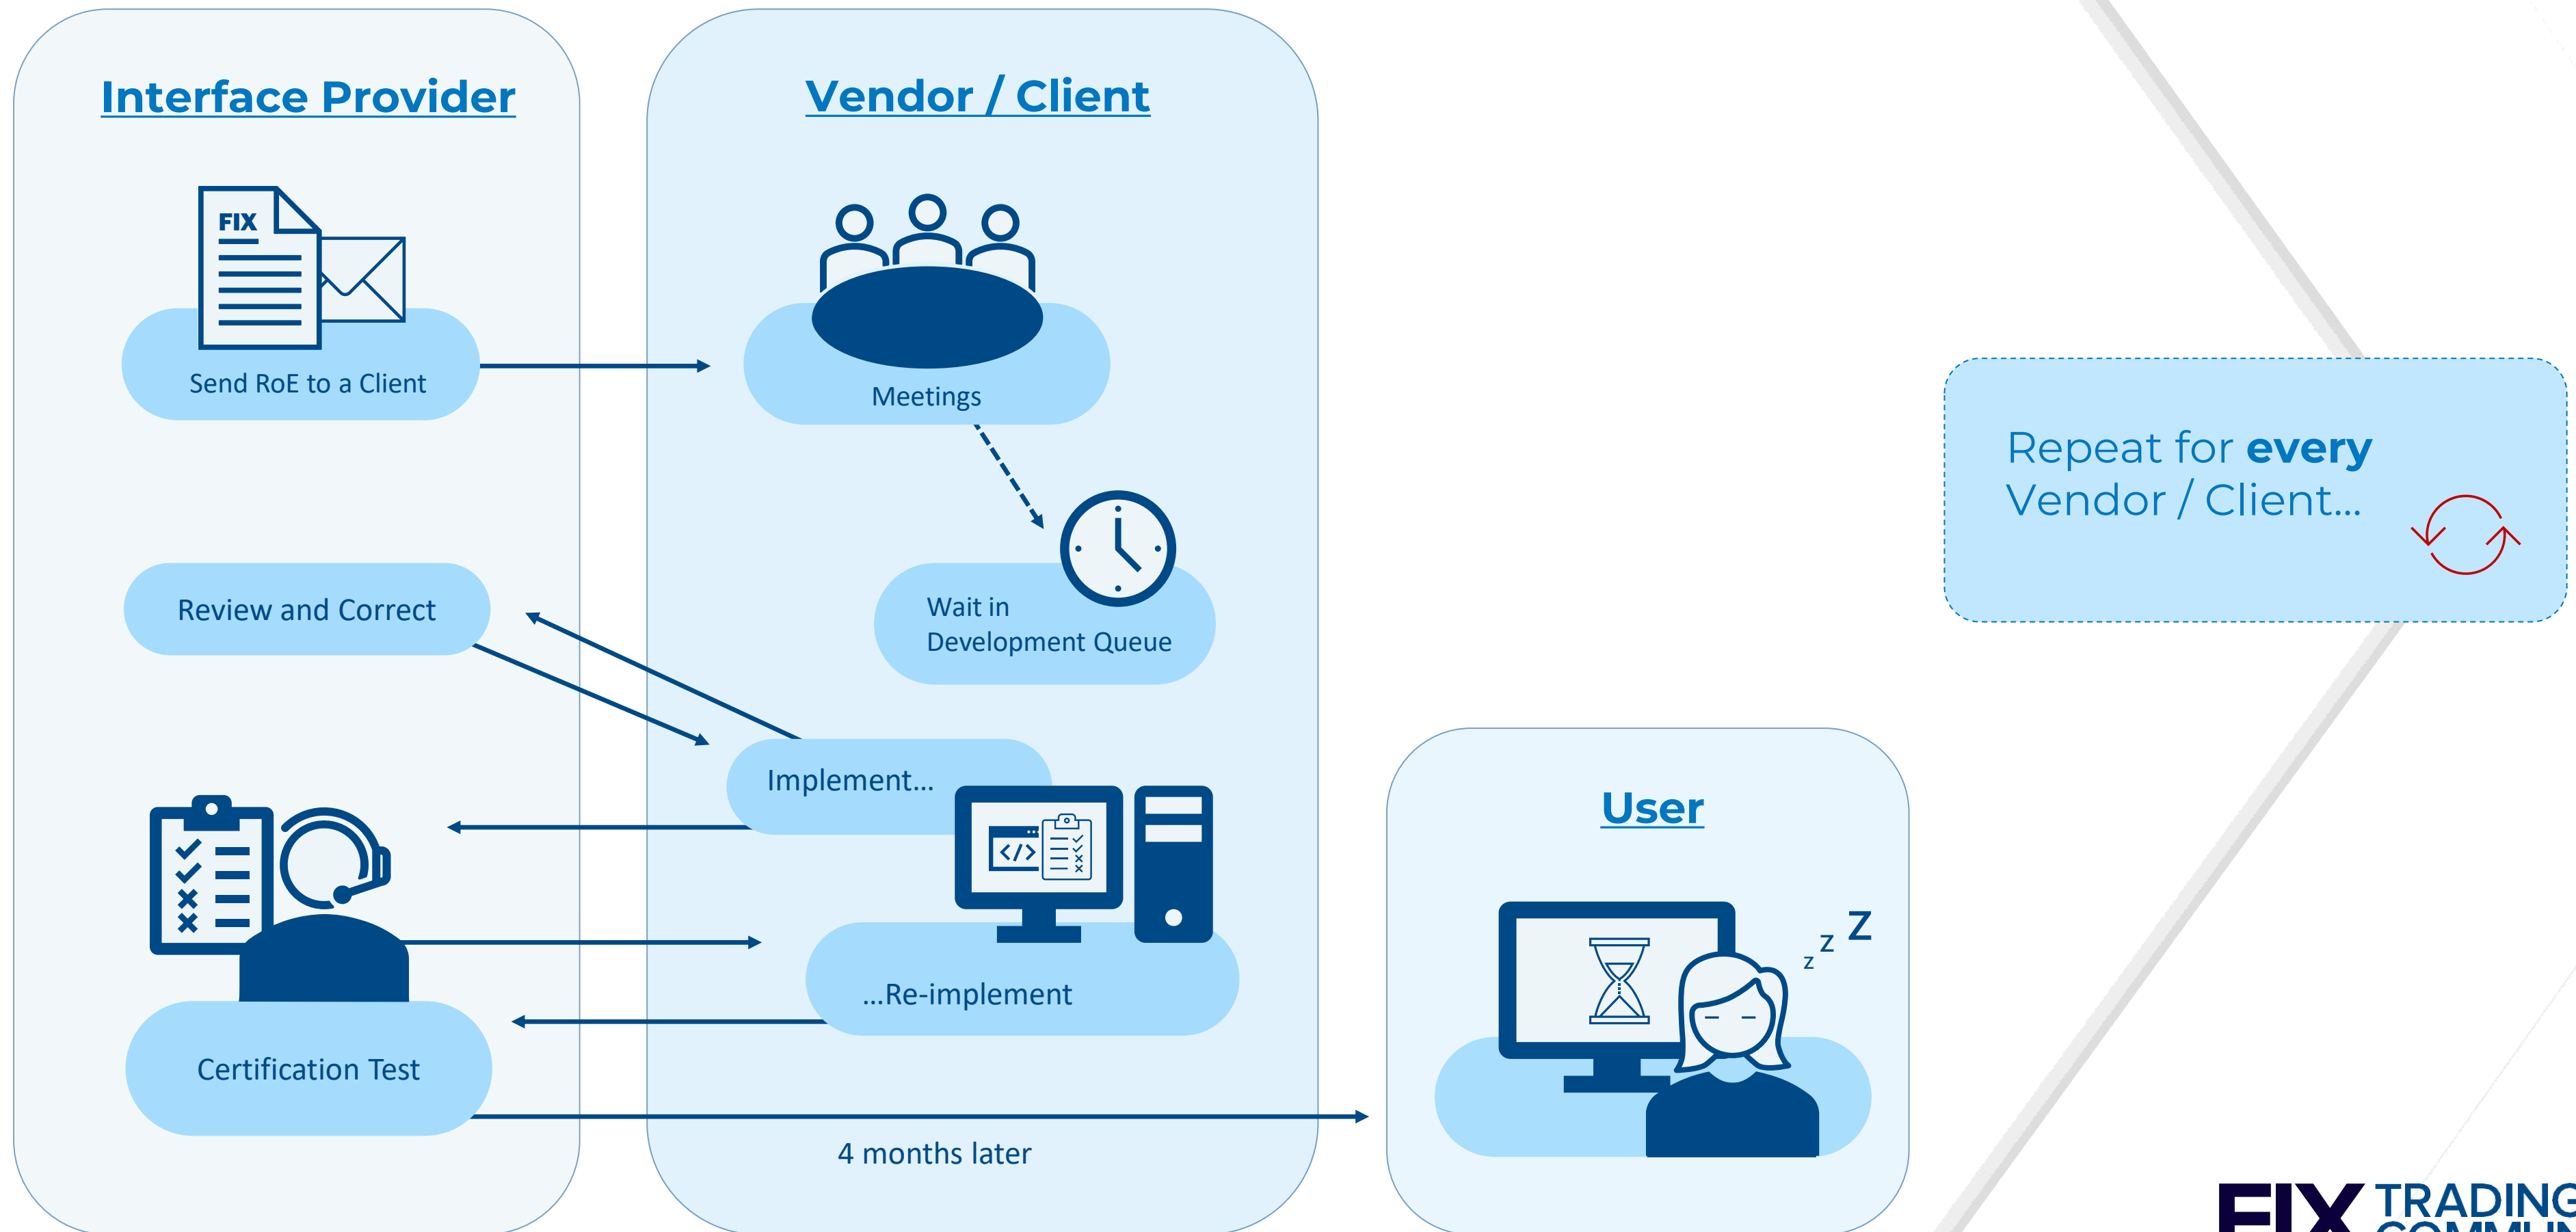 Interface Provider
Vendor / Client
FIX
Send RoE to a Client
Meetings
Repeat for every
Vendor / Client...
Review and Correct
Wait in
Development Queue
Implement...
</>
User
z z Z
...Re-implement
Certification Test
4 months later
FIX TRADING